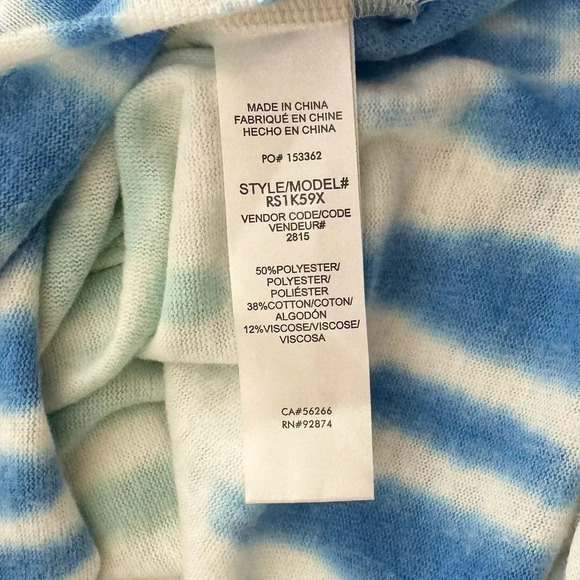 MADE IN CHINA
FABRIQUÉ EN CHINE
HECHO EN CHINA
PO# 153362
STYLE/MODEL#
RS1K59X
VENDOR CODE/CODE
VENDEUR#
2815
50%POLYESTER/
POLYESTER/
POLIÉSTER
38%COTTON/COTON/
ALGODÓN
12%VISCOSE/VISCOSE/
VISCOSA
CA#56266
RN#92874